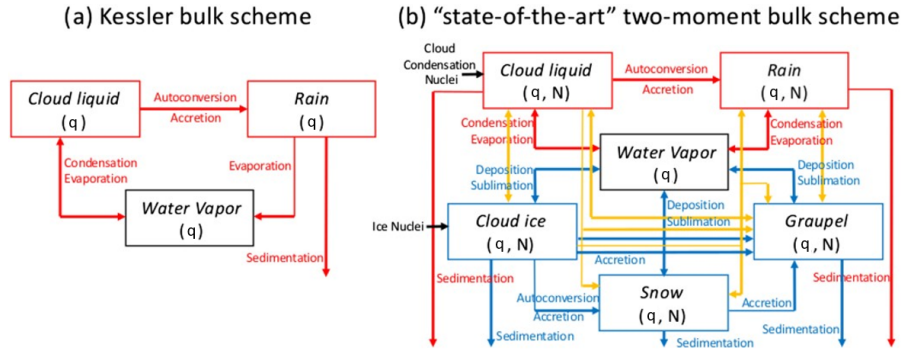 (a) Kessler bulk scheme
Cloud liquid
(q)
Autoconversion
Accretion
Rain
(q)
Condensation
Evaporation
Evaporation
Water Vapor
(q)
Sedimentation
(b) “state-of-the-art” two-moment bulk scheme
Cloud
Condensation
Nuclei
Cloud liquid
(q, N)
Autoconversion
Accretion
Rain
(q, N)
Condensation
Evaporation
Condensation
Evaporation
Water Vapor
(q)
Deposition
Sublimation
Deposition
Sublimation
Deposition
Sublimation
Ice Nuclei
Cloud ice
(q, N)
Graupel
(q, N)
Accretion
Sedimentation
Autoconversion
Accretion
Snow
(q, N)
Accretion
Sedimentation
Sedimentation
Sedimentation
Sedimentation